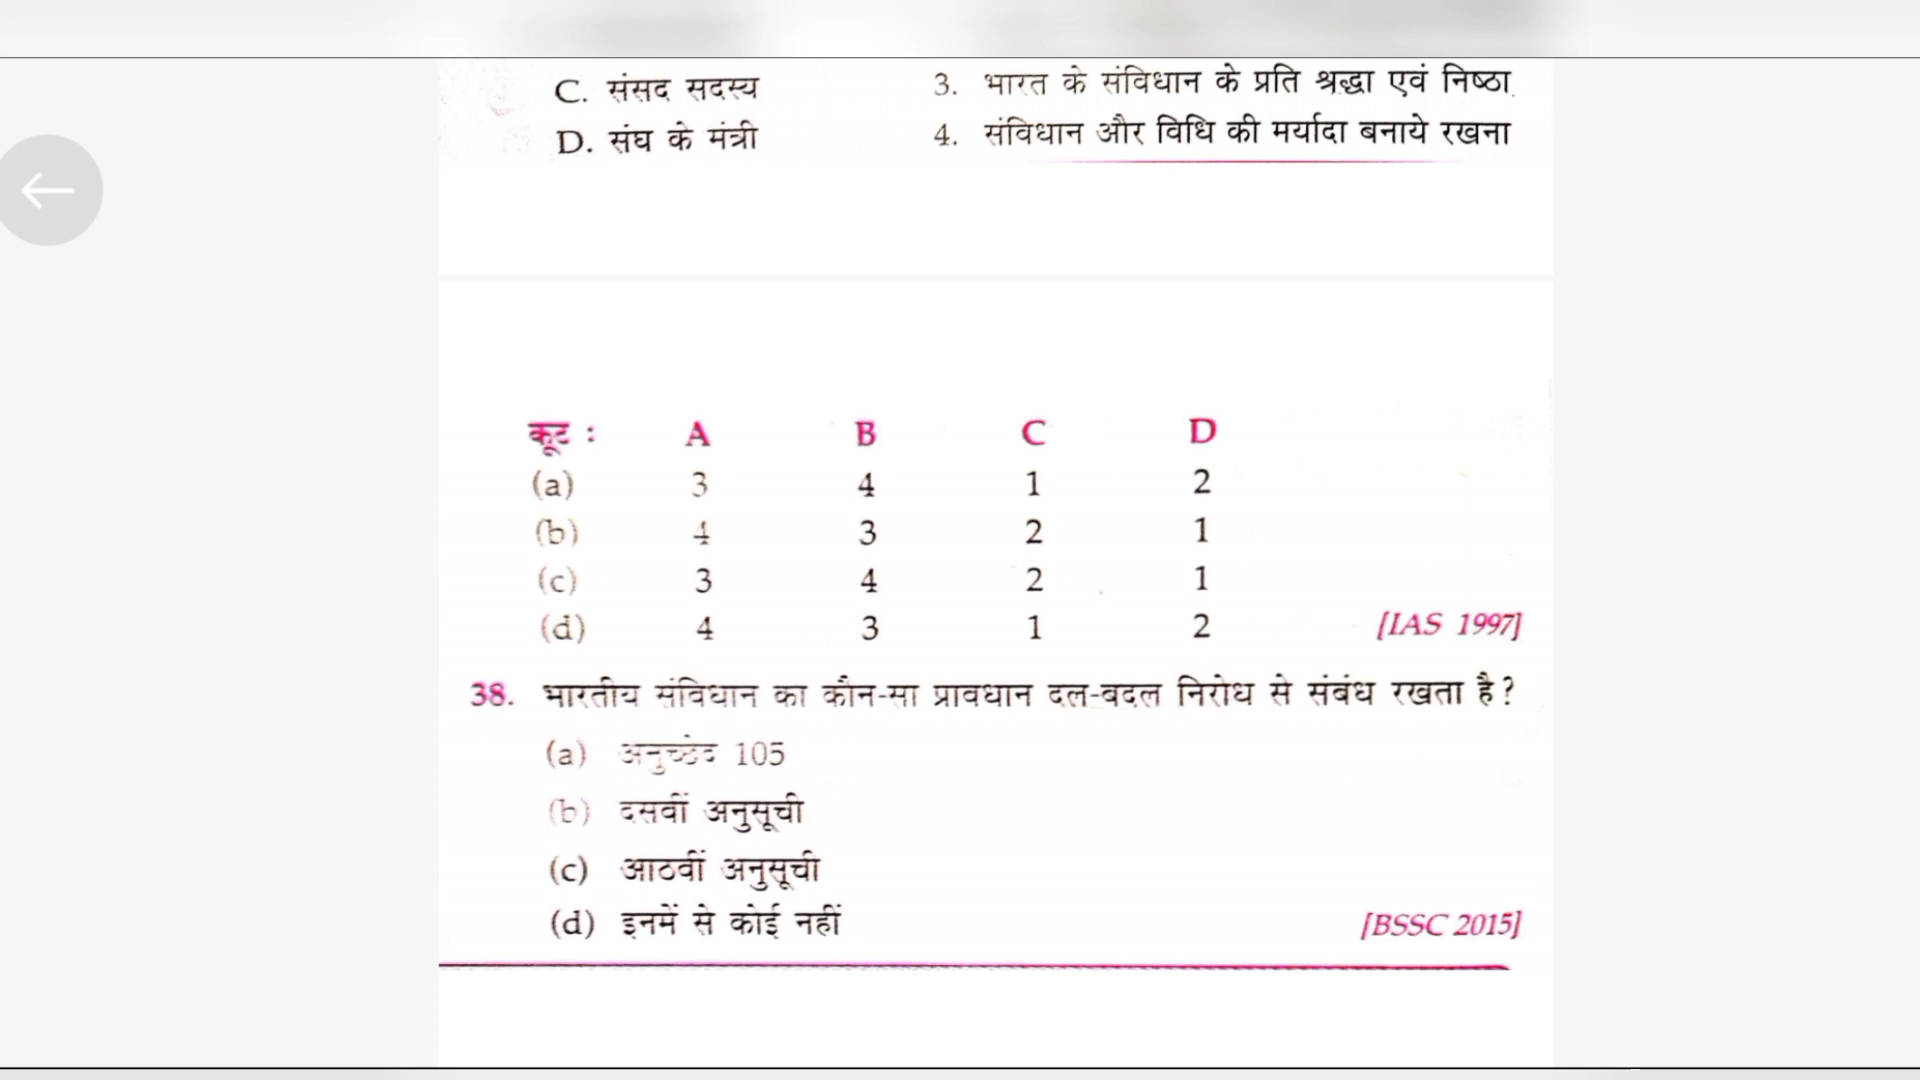 C. संसद सदस्य 3. भारत के संविधान के प्रति श्रद्धा एवं निष्ठा
D. संघ के मंत्री 4. संविधान और विधि की मर्यादा बनाये रखना
कूट : A B C D
(a) 3 4 1 2
(b) 4 3 2 1
(c) 3 4 2 1
(d) 4 3 1 2 [IAS 1997]
38. भारतीय संविधान का कौन-सा प्रावधान दल-बदल निरोध से संबंध रखता है ?
(a) अनुच्छेद 105
(b) दसवीं अनुसूची
(c) आठवीं अनुसूची
(d) इनमें से कोई नहीं [BSSC 2015]